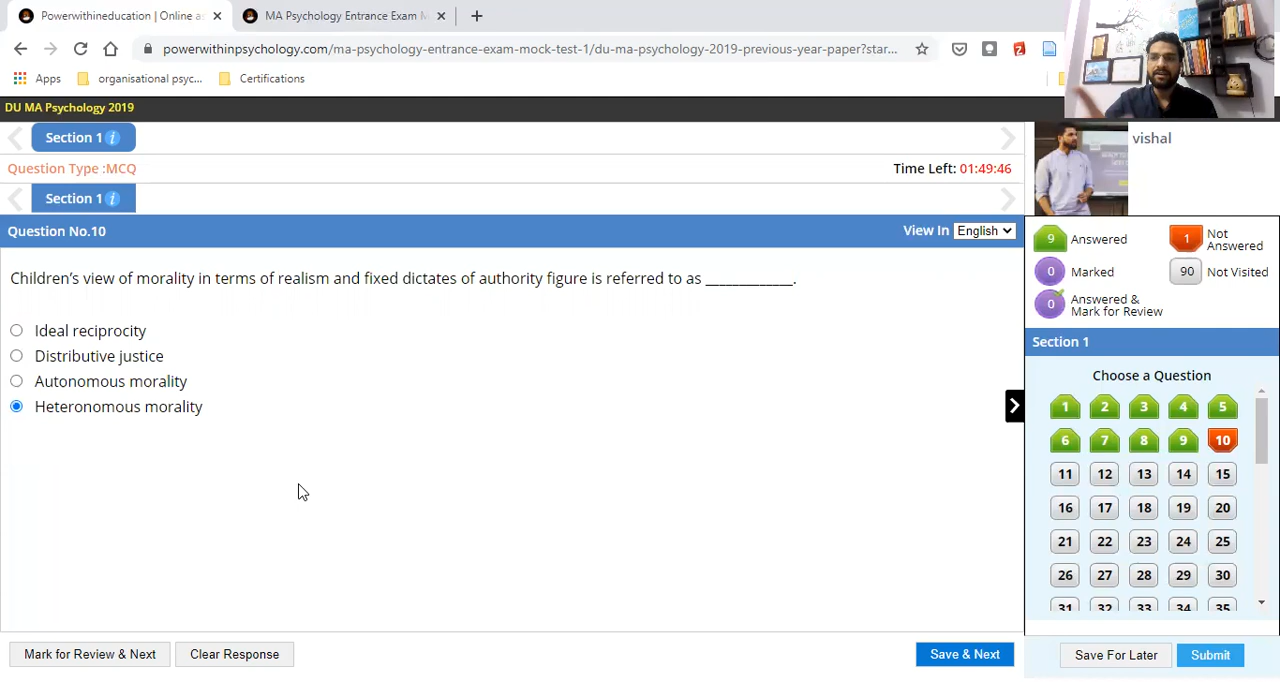 Powerwithineducation | Online as
MA Psychology Entrance Exam M
powerwithinpsychology.com/ma-psychology-entrance-exam-mock-test-1/du-ma-psychology-2019-previous-year-paper?star...
Apps
organisational psyc...
Certifications
DU MA Psychology 2019
Section 1
Question Type :MCQ
Time Left: 01:49:46
Section 1
vishal
Question No.10
View In English
Children's view of morality in terms of realism and fixed dictates of authority figure is referred to as _____________.
Ideal reciprocity
Distributive justice
Autonomous morality
Heteronomous morality
9 Answered
1 Not Answered
0 Marked
90 Not Visited
0 Answered & Mark for Review
Section 1
Choose a Question
1 2 3 4 5
6 7 8 9 10
11 12 13 14 15
16 17 18 19 20
21 22 23 24 25
26 27 28 29 30
31 32 33 34 35
Mark for Review & Next
Clear Response
Save & Next
Save For Later
Submit